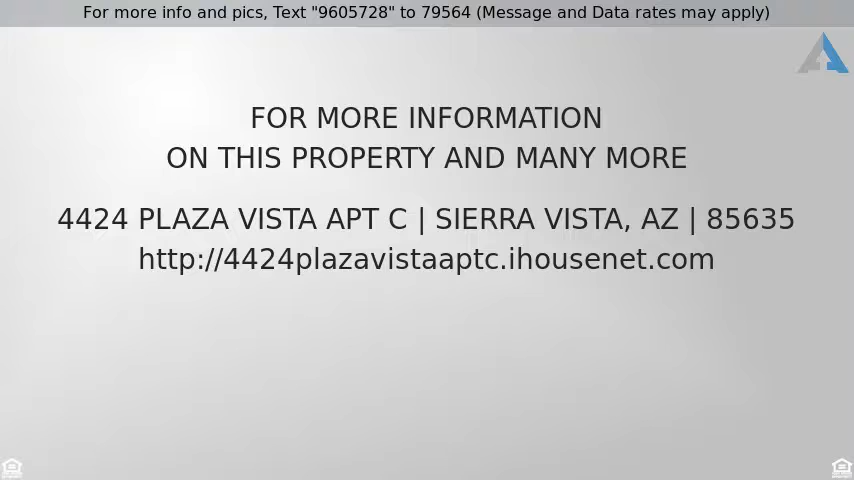 For more info and pics, Text "9605728" to 79564 (Message and Data rates may apply)
FOR MORE INFORMATION
ON THIS PROPERTY AND MANY MORE
4424 PLAZA VISTA APT C | SIERRA VISTA, AZ | 85635
http://4424plazavistaaptc.ihousenet.com